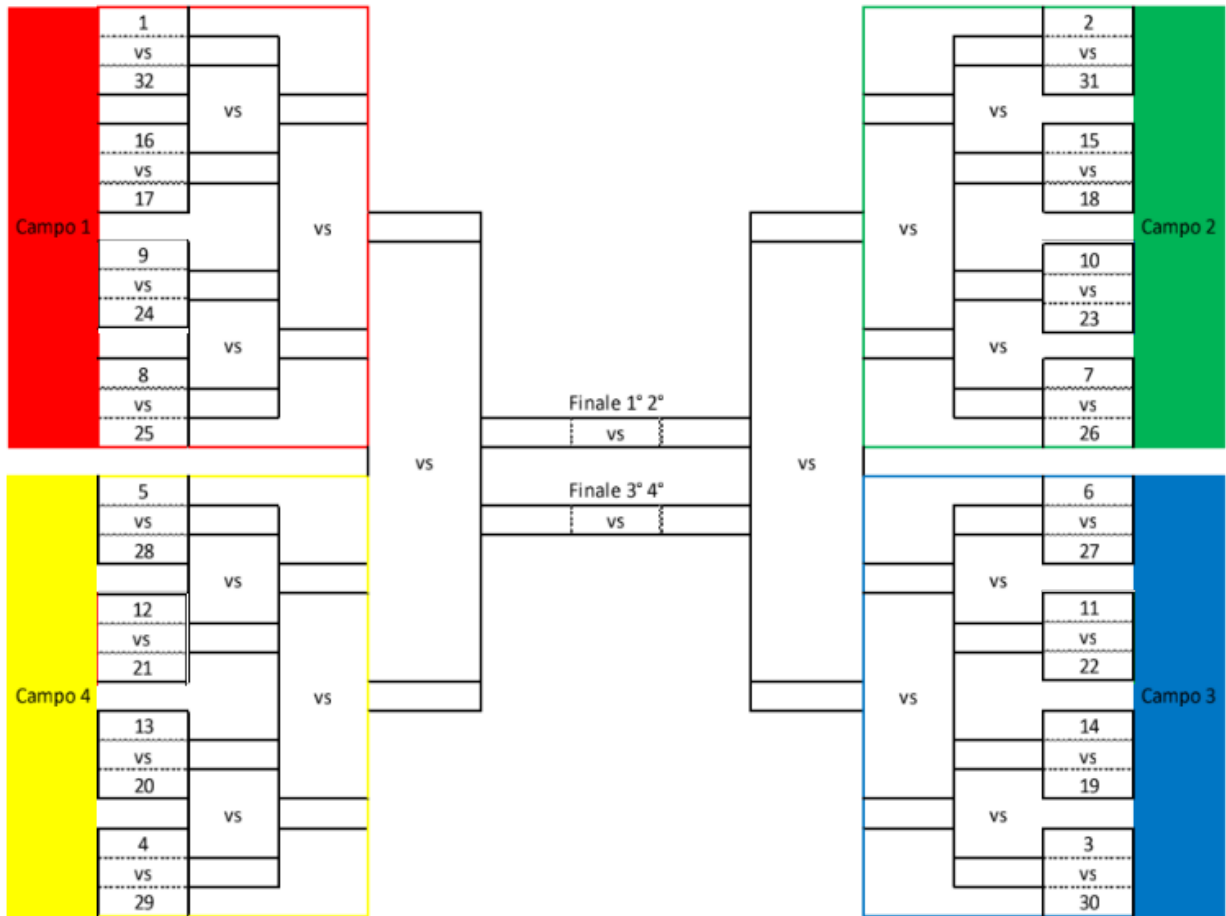 Campo 1
1
vs
32
16
vs
17
9
vs
24
8
vs
25
vs
vs
vs
Campo 4
5
vs
28
12
vs
21
13
vs
20
4
vs
29
vs
vs
vs
vs
Finale 1° 2°
vs
Finale 3° 4°
vs
vs
Campo 2
2
vs
31
15
vs
18
10
vs
23
7
vs
26
vs
vs
vs
Campo 3
6
vs
27
11
vs
22
14
vs
19
3
vs
30
vs
vs
vs